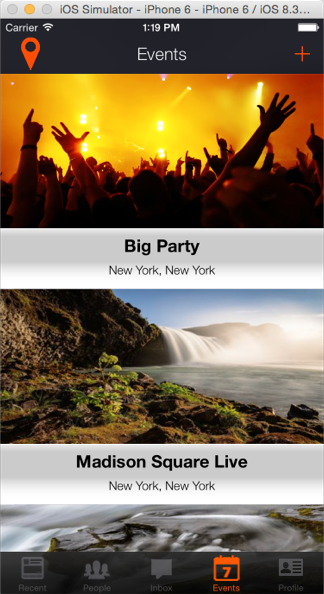 iOS Simulator - iPhone 6 - iPhone 6 / iOS 8.3...
Carrier 1:19 PM
Events +
Big Party
New York, New York
Madison Square Live
New York, New York
7
Recent People Inbox Events Profile